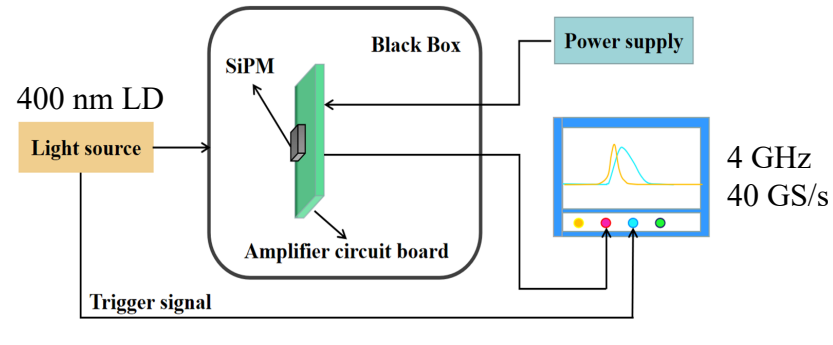 Black Box
Power supply
SiPM
400 nm LD
Light source
4 GHz
40 GS/s
Amplifier circuit board
Trigger signal